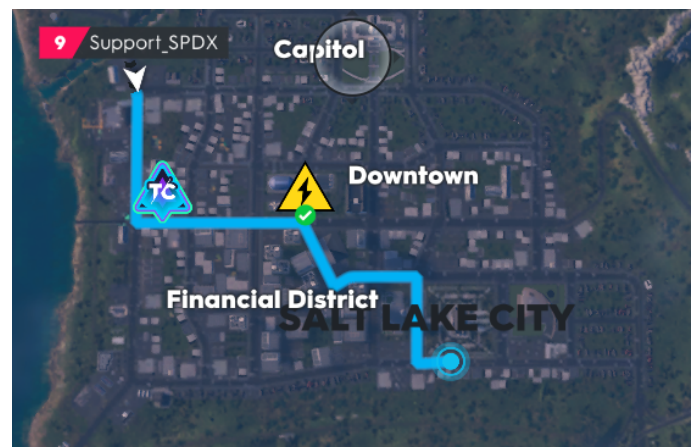 9 Support_SPDX
Capitol
TC
Downtown
Financial District
SALT LAKE CITY